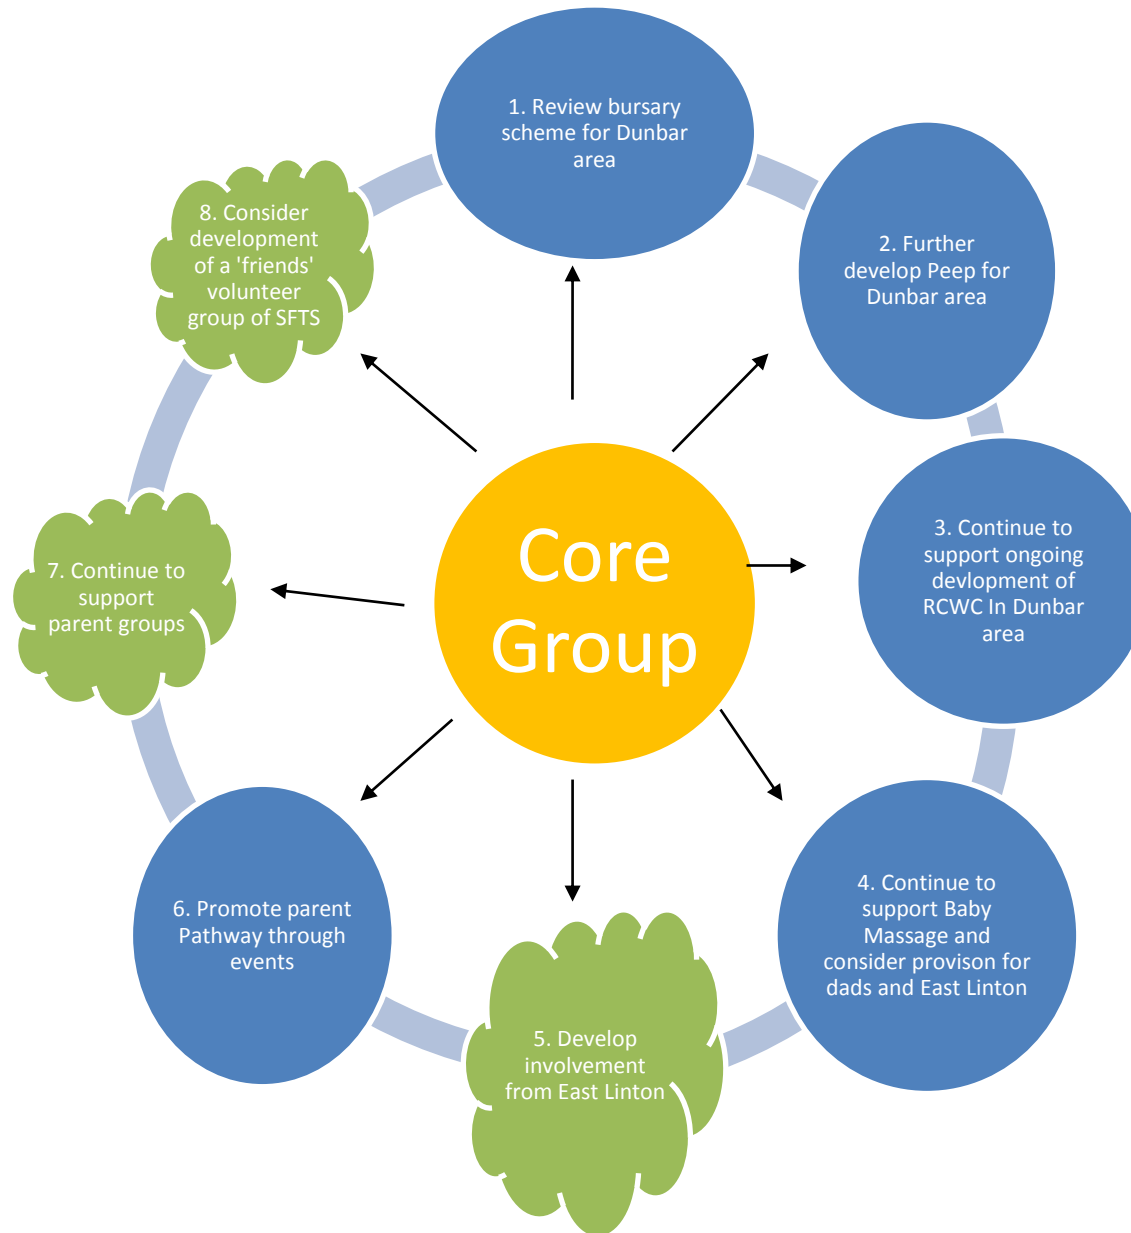 1. Review bursary
scheme for Dunbar
area
2. Further
develop Peep for
Dunbar area
3. Continue to
support ongoing
devlopment of
RCWC In Dunbar
area
4. Continue to
support Baby
Massage and
consider provison for
dads and East Linton
5. Develop
involvement
from East Linton
6. Promote parent
Pathway through
events
7. Continue to
support
parent groups
8. Consider
development
of a 'friends'
volunteer
group of SFTS
Core
Group